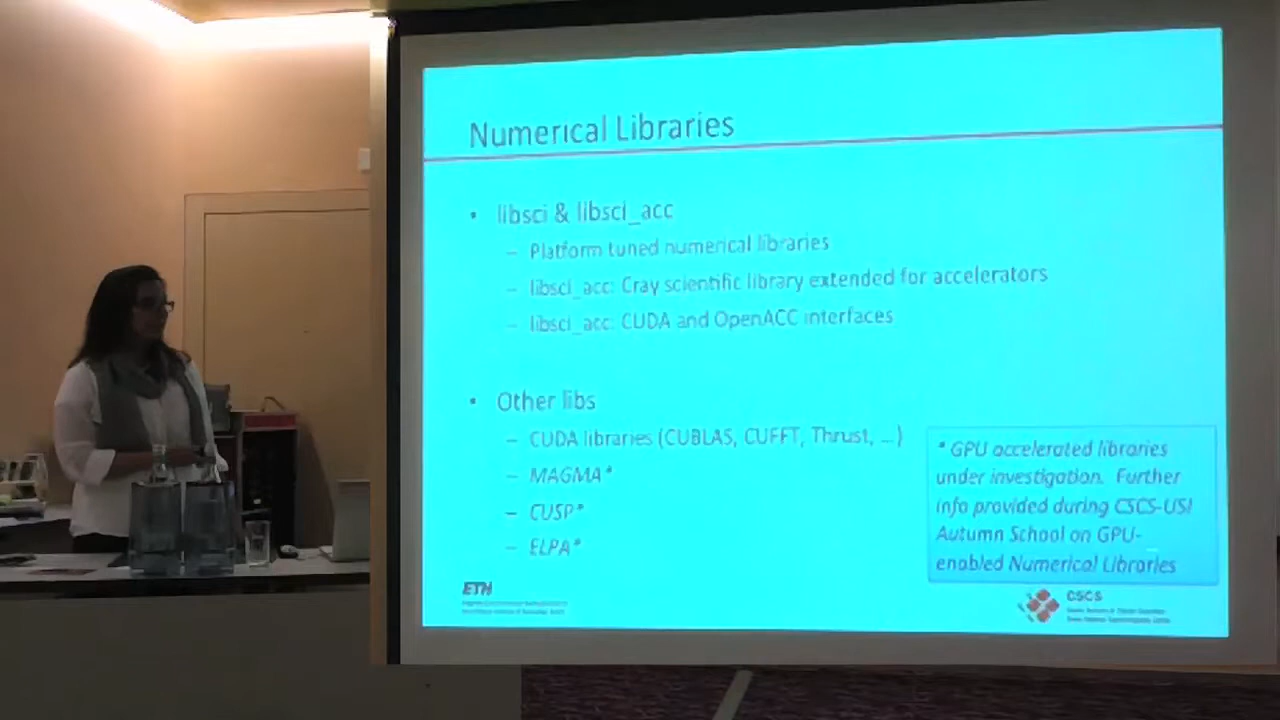 Numerical Libraries
• libsci & libsci_acc
– Platform tuned numerical libraries
– libsci_acc: Cray scientific library extended for accelerators
– libsci_acc: CUDA and OpenACC interfaces
• Other libs
– CUDA libraries (CUBLAS, CUFFT, Thrust, ...)
– MAGMA*
– CUSP*
– ELPA*
* GPU accelerated libraries
under investigation. Further
info provided during CSCS-USI
Autumn School on GPU-
enabled Numerical Libraries
ETH
CSCS